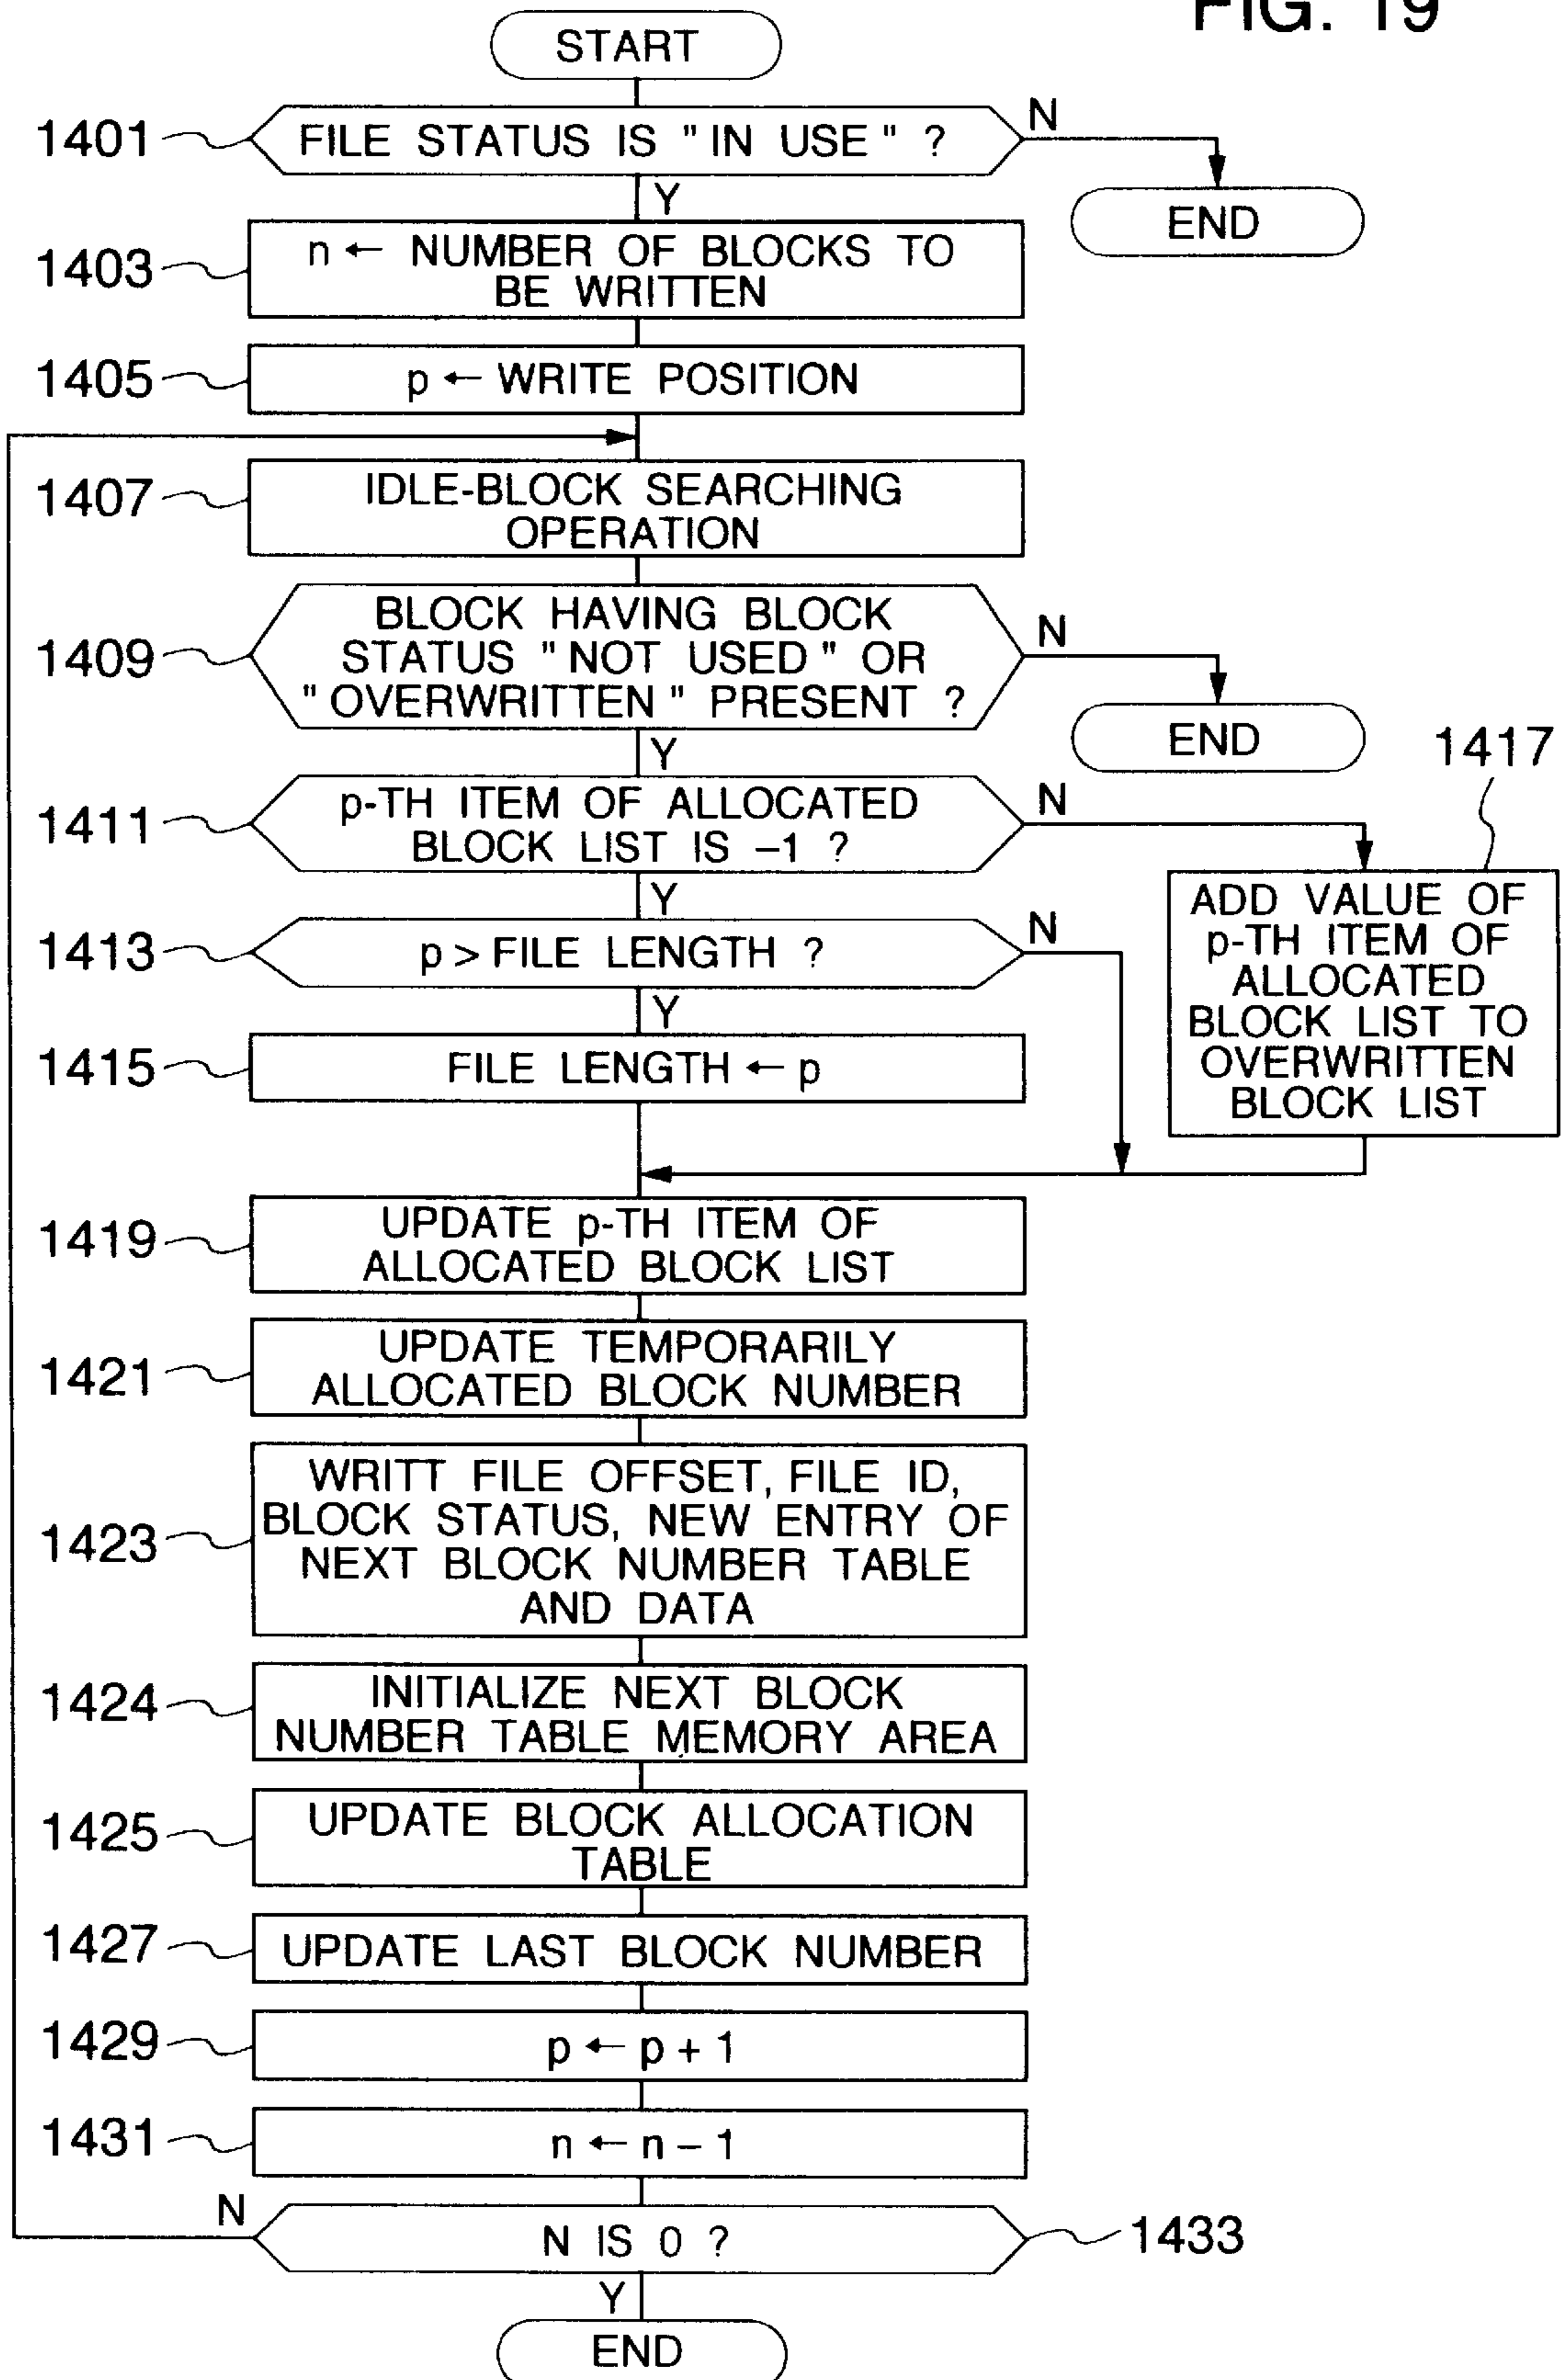 FIG. 19
START
1401
FILE STATUS IS "IN USE" ?
N
END
Y
1403
n ← NUMBER OF BLOCKS TO
BE WRITTEN
1405
p ← WRITE POSITION
1407
IDLE-BLOCK SEARCHING
OPERATION
1409
BLOCK HAVING BLOCK
STATUS "NOT USED" OR
"OVERWRITTEN" PRESENT ?
N
END
Y
1411
p-TH ITEM OF ALLOCATED
BLOCK LIST IS –1 ?
N
1417
ADD VALUE OF
p-TH ITEM OF
ALLOCATED
BLOCK LIST TO
OVERWRITTEN
BLOCK LIST
Y
1413
p > FILE LENGTH ?
N
Y
1415
FILE LENGTH ← p
1419
UPDATE p-TH ITEM OF
ALLOCATED BLOCK LIST
1421
UPDATE TEMPORARILY
ALLOCATED BLOCK NUMBER
1423
WRITT FILE OFFSET, FILE ID,
BLOCK STATUS, NEW ENTRY OF
NEXT BLOCK NUMBER TABLE
AND DATA
1424
INITIALIZE NEXT BLOCK
NUMBER TABLE MEMORY AREA
1425
UPDATE BLOCK ALLOCATION
TABLE
1427
UPDATE LAST BLOCK NUMBER
1429
p ← p + 1
1431
n ← n – 1
N
N IS 0 ?
1433
Y
END